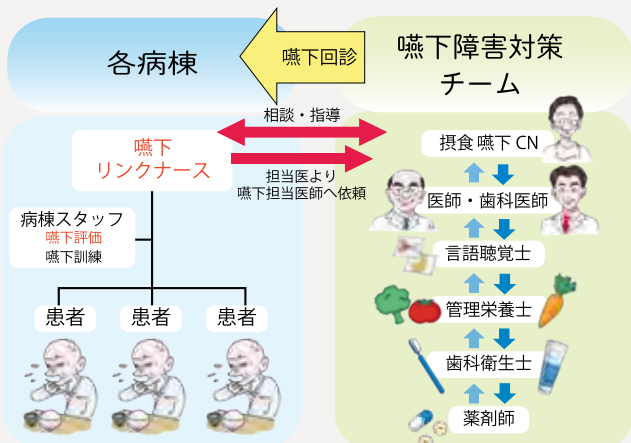 各病棟
嚥下回診
嚥下障害対策
チーム
相談・指導
嚥下
リンクナース
担当医より
嚥下担当医師へ依頼
病棟スタッフ
嚥下評価
嚥下訓練
患者
患者
患者
摂食 嚥下 CN
医師・歯科医師
言語聴覚士
管理栄養士
歯科衛生士
薬剤師